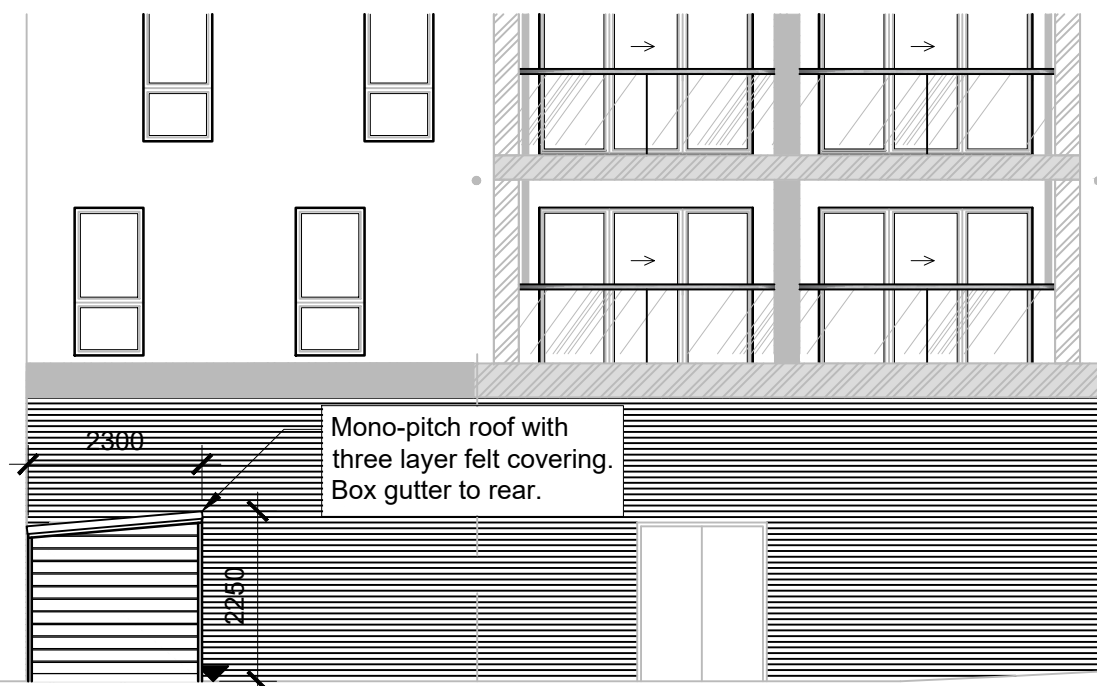 2300
Mono-pitch roof with
three layer felt covering.
Box gutter to rear.
2250